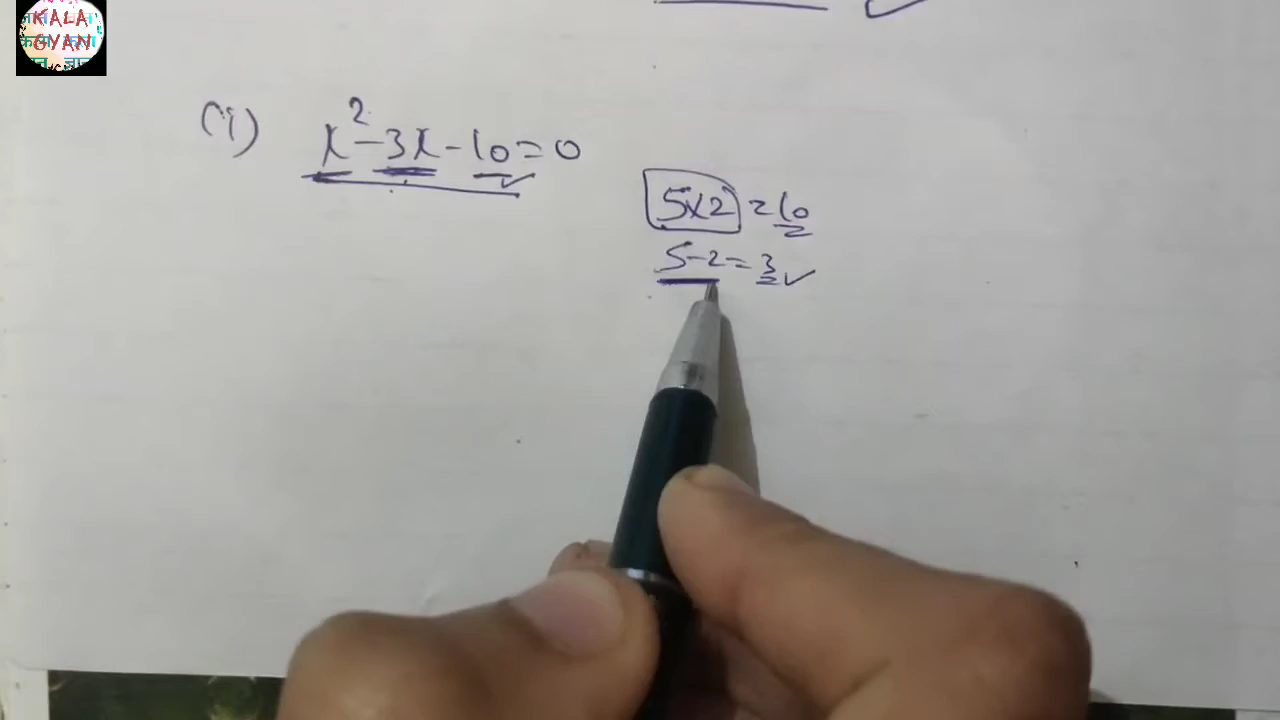 KALA
GYAN
(i) x² - 3x - 10 = 0
5x2 = 10
5-2 = 3 ✓